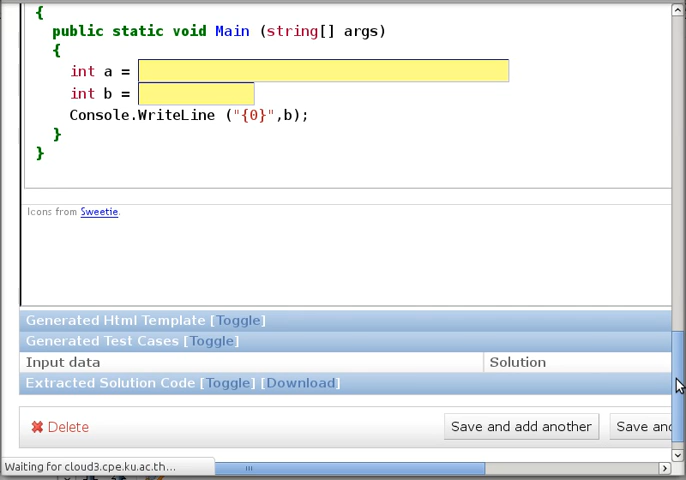 {
public static void Main (string[] args)
{
int a =
int b =
Console.WriteLine ("{0}",b);
}
}
Icons from Sweetie.
Generated Html Template [Toggle]
Generated Test Cases [Toggle]
Input data Solution
Extracted Solution Code [Toggle] [Download]
Delete Save and add another Save and
Waiting for cloud3.cpe.ku.ac.th...